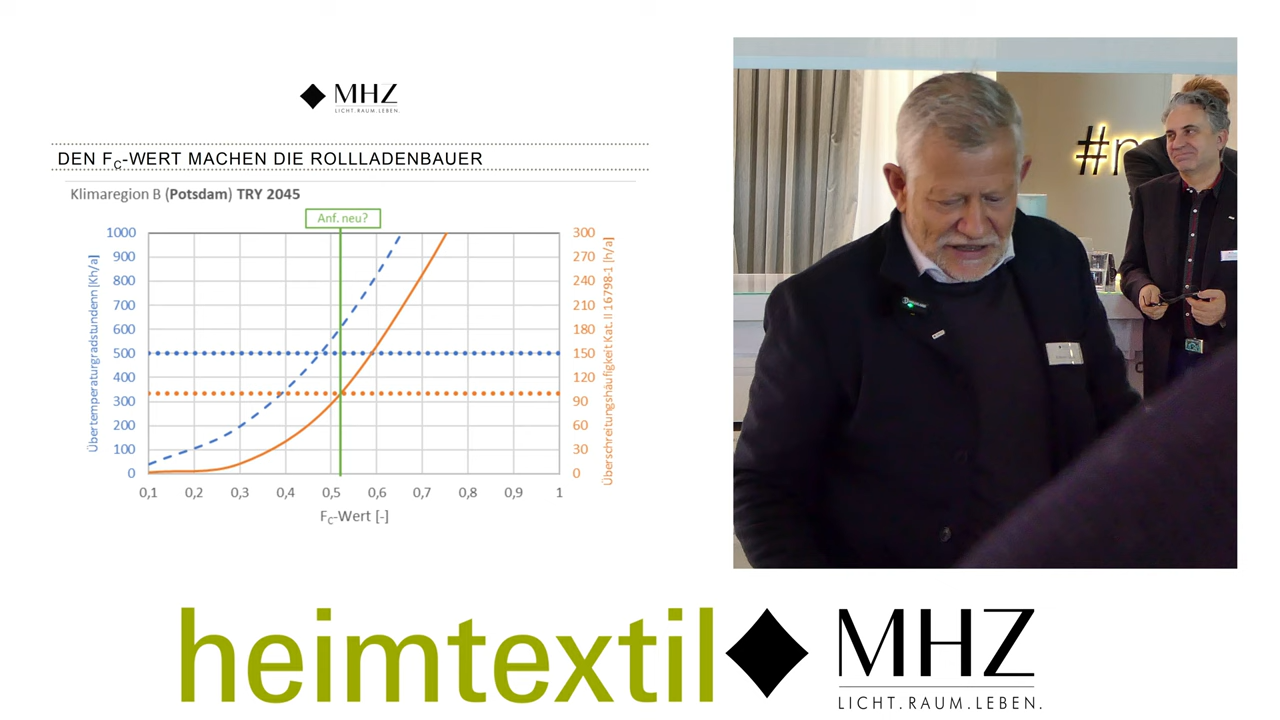 MHZ
LICHT.RAUM.LEBEN.
DEN FC-WERT MACHEN DIE ROLLLADENBAUER
Klimaregion B (Potsdam) TRY 2045
Anf. neu?
Übertemperaturgradstundenn [Kh/a]
1000
900
800
700
600
500
400
300
200
100
0
300
270
240
210
180
150
120
90
60
30
0
Überschreitungshäufigkeit Kat. II 16798-1 [h/a]
0,1 0,2 0,3 0,4 0,5 0,6 0,7 0,8 0,9 1
FC-Wert [-]
heimtextil
MHZ
LICHT.RAUM.LEBEN.